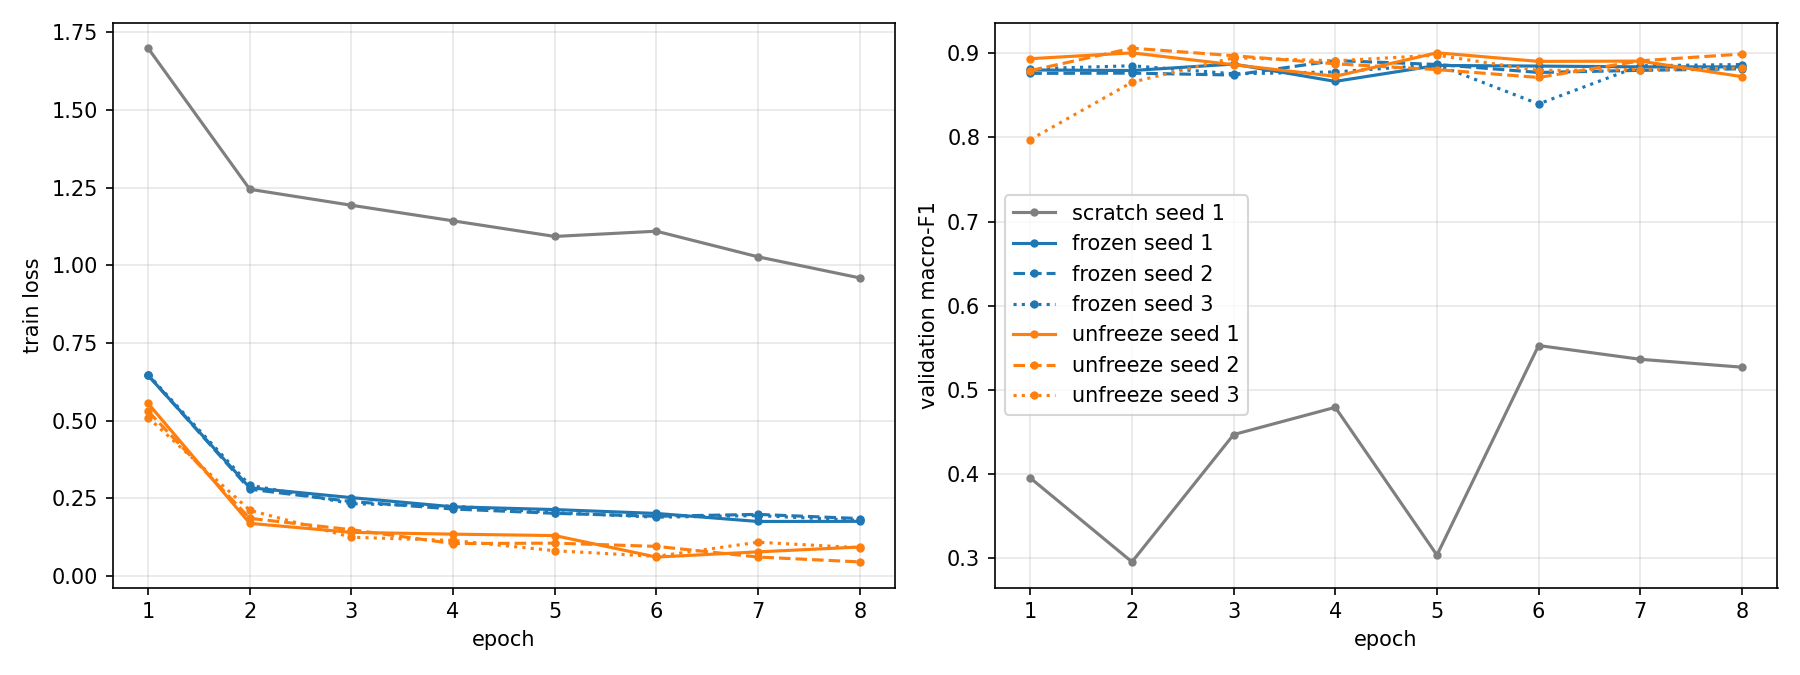 1.75
1.50
1.25
1.00
0.75
0.50
0.25
0.00
train loss
1 2 3 4 5 6 7 8
epoch
0.9
0.8
0.7
0.6
0.5
0.4
0.3
validation macro-F1
scratch seed 1
frozen seed 1
frozen seed 2
frozen seed 3
unfreeze seed 1
unfreeze seed 2
unfreeze seed 3
1 2 3 4 5 6 7 8
epoch